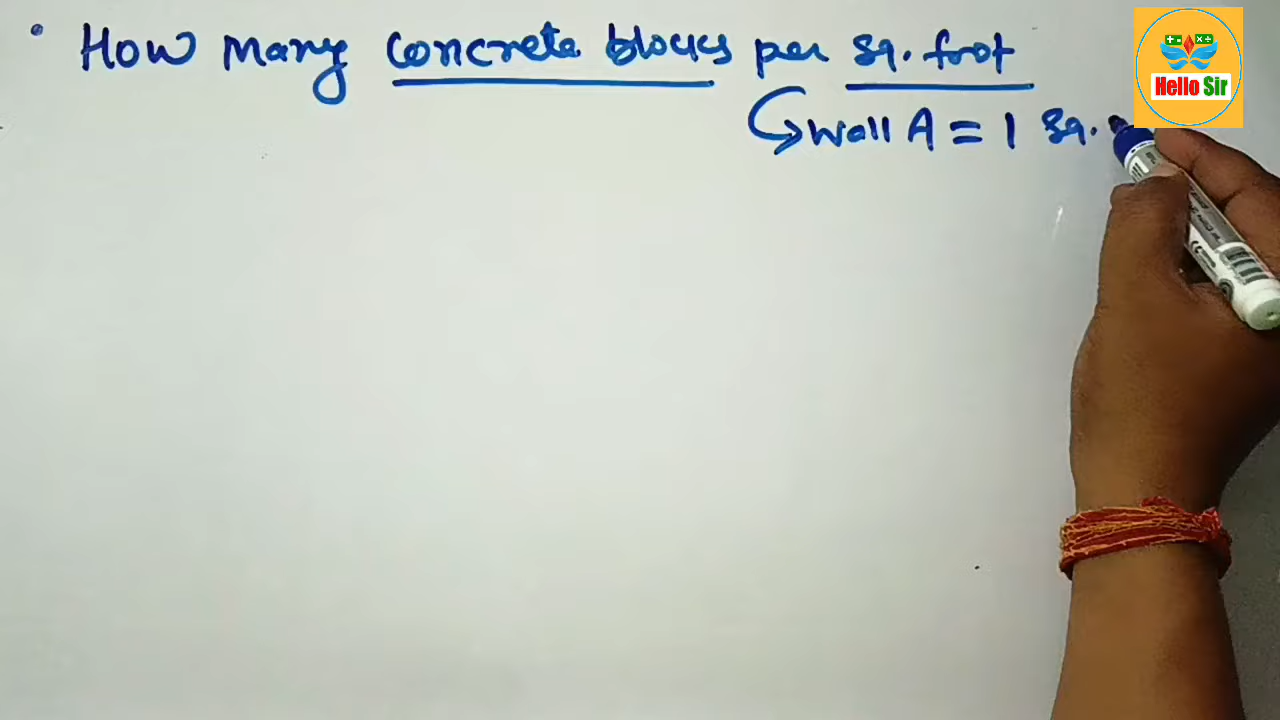 How many concrete blocks per sq. foot
wall A = 1 sq.
Hello Sir